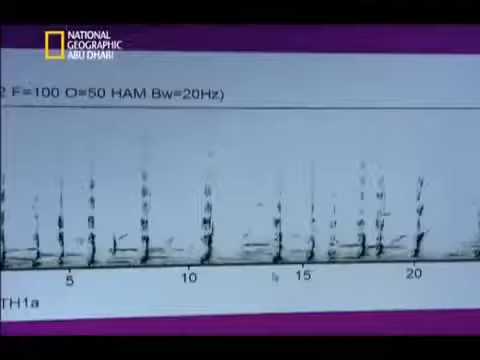 NATIONAL
GEOGRAPHIC
ABU DHABI
2 F=100 O=50 HAM Bw=20Hz)
5 10 15 20
TH1a